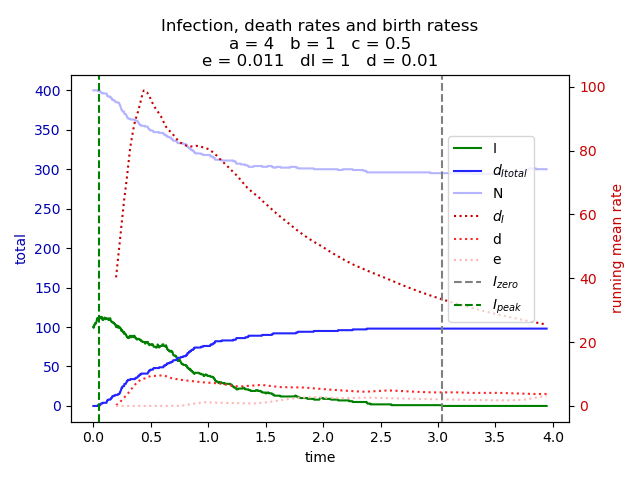 Infection, death rates and birth ratess
a = 4   b = 1   c = 0.5
e = 0.011   dI = 1   d = 0.01
400
350
300
250
200
150
100
50
0
total
100
80
60
40
20
0
running mean rate
I
d_Itotal
N
d_I
d
e
I_zero
I_peak
0.0 0.5 1.0 1.5 2.0 2.5 3.0 3.5 4.0
time